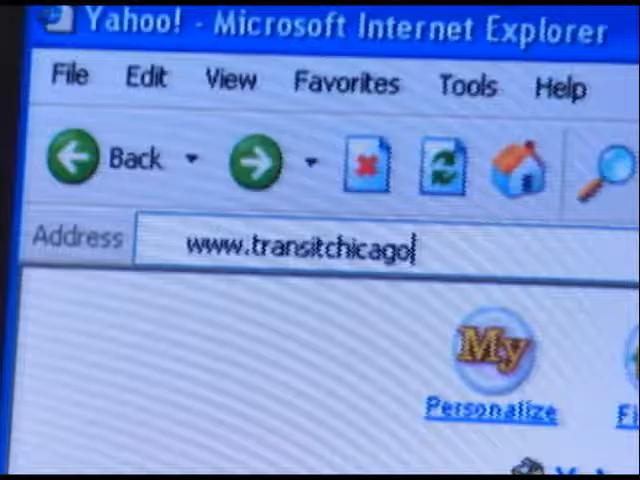 Yahoo! - Microsoft Internet Explorer
File Edit View Favorites Tools Help
Back
Address www.transitchicago
My
Personalize